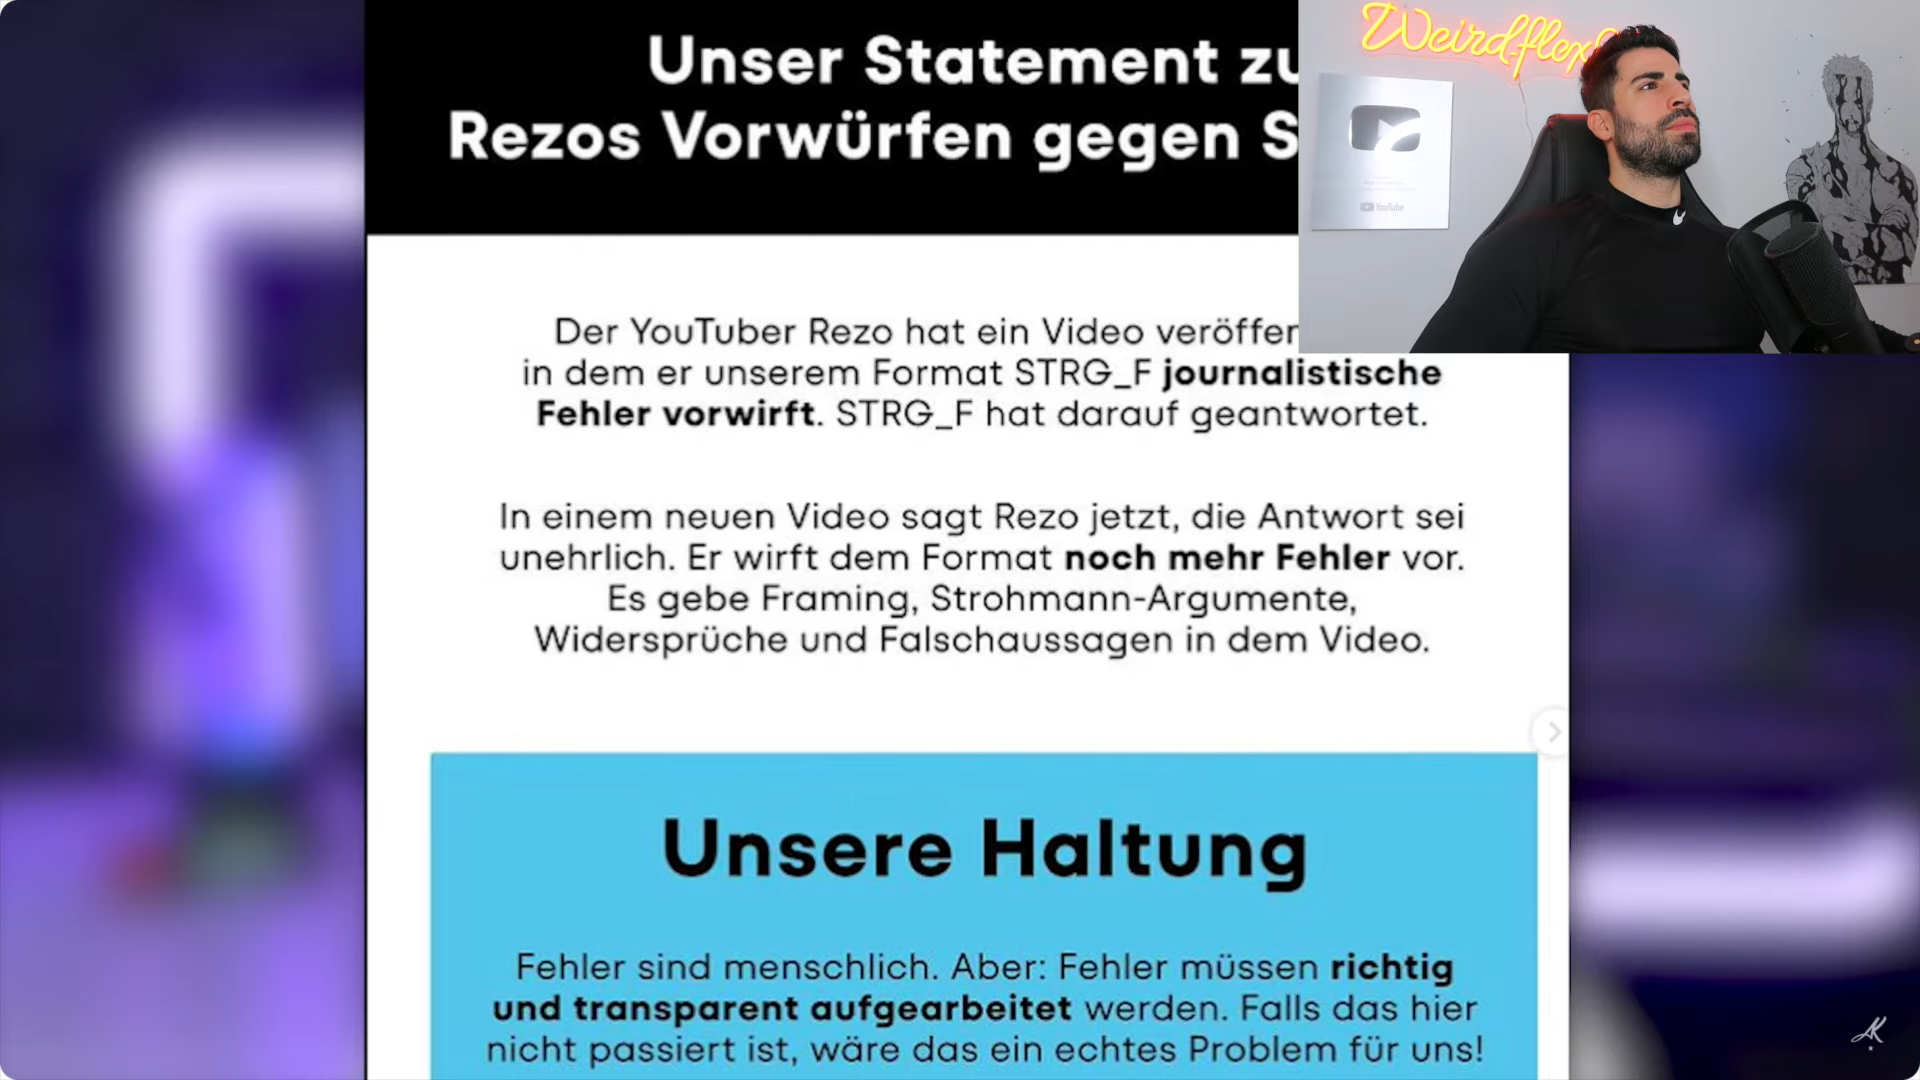 Unser Statement zu
Rezos Vorwürfen gegen S
Weird flex
YouTube
Der YouTuber Rezo hat ein Video veröffen
in dem er unserem Format STRG_F journalistische
Fehler vorwirft. STRG_F hat darauf geantwortet.
In einem neuen Video sagt Rezo jetzt, die Antwort sei
unehrlich. Er wirft dem Format noch mehr Fehler vor.
Es gebe Framing, Strohmann-Argumente,
Widersprüche und Falschaussagen in dem Video.
Unsere Haltung
Fehler sind menschlich. Aber: Fehler müssen richtig
und transparent aufgearbeitet werden. Falls das hier
nicht passiert ist, wäre das ein echtes Problem für uns!
AK